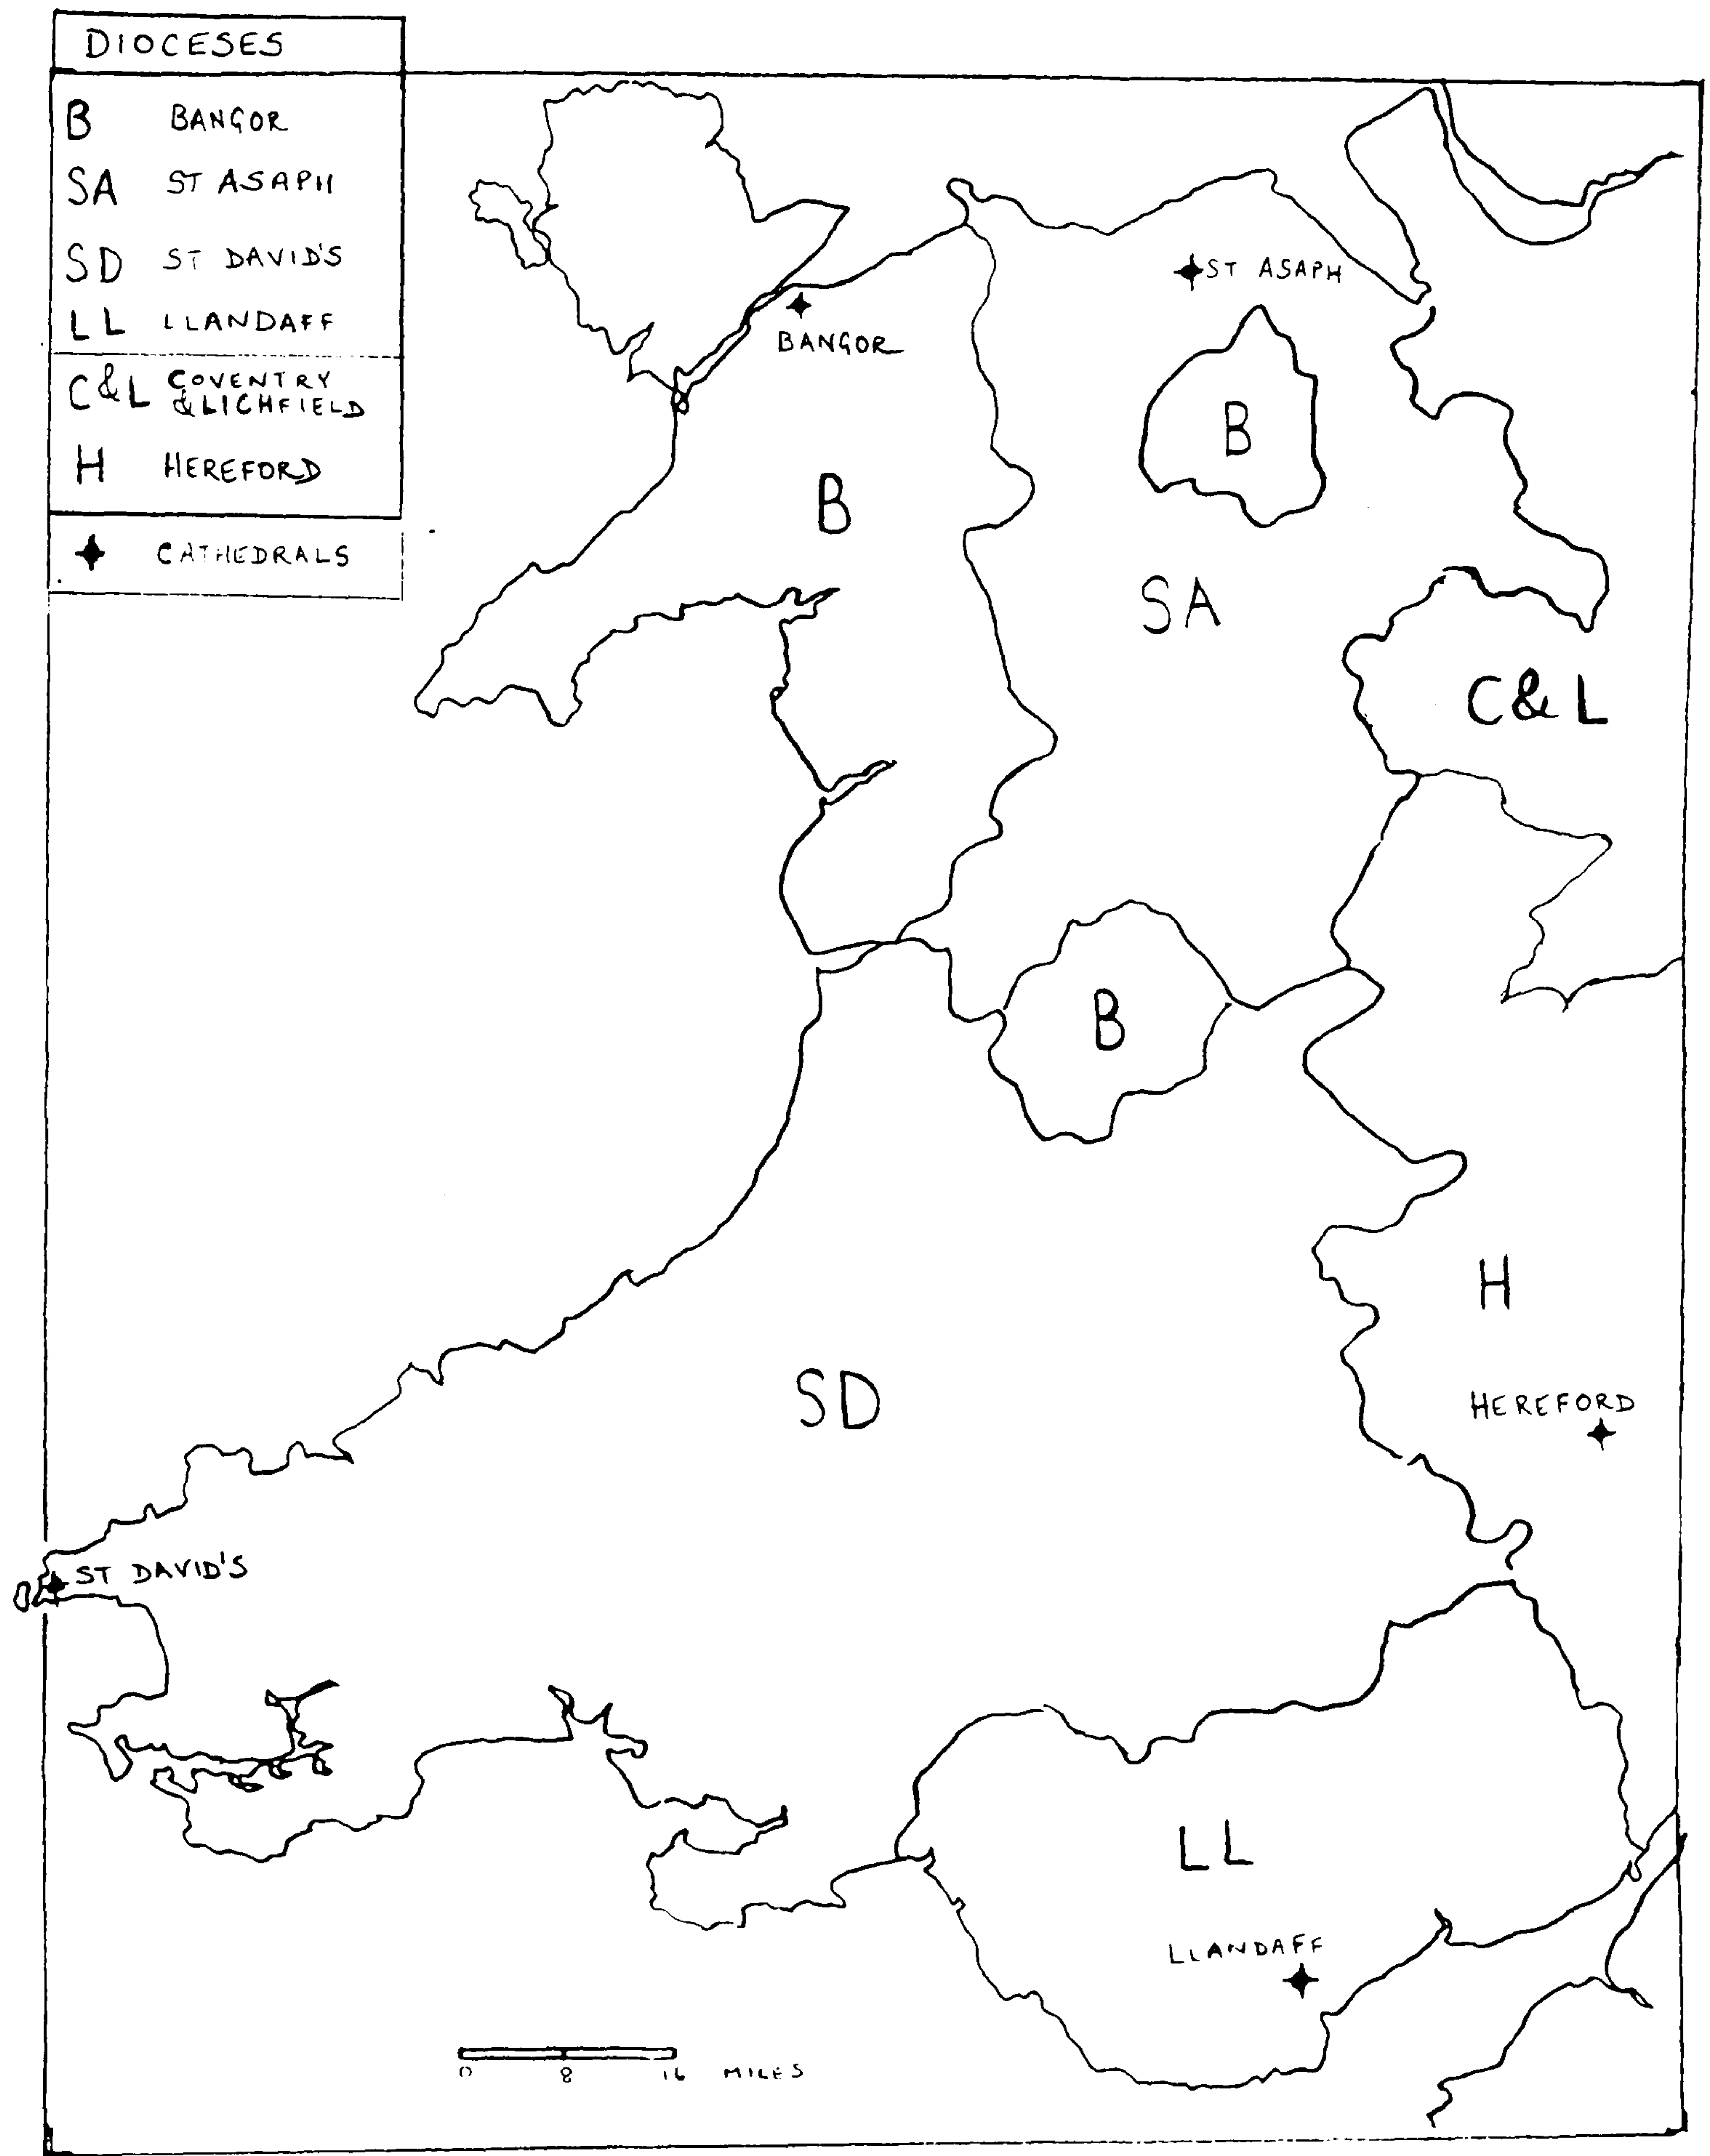 DIOCESES
B BANGOR
SA ST ASAPH
SD ST DAVID'S
LL LLANDAFF
C&L COVENTRY
& LICHFIELD
H HEREFORD
CATHEDRALS
ST ASAPH
BANGOR
B
B
SA
C&L
B
H
SD
HEREFORD
ST DAVID'S
LL
LLANDAFF
0 8 16 MILES